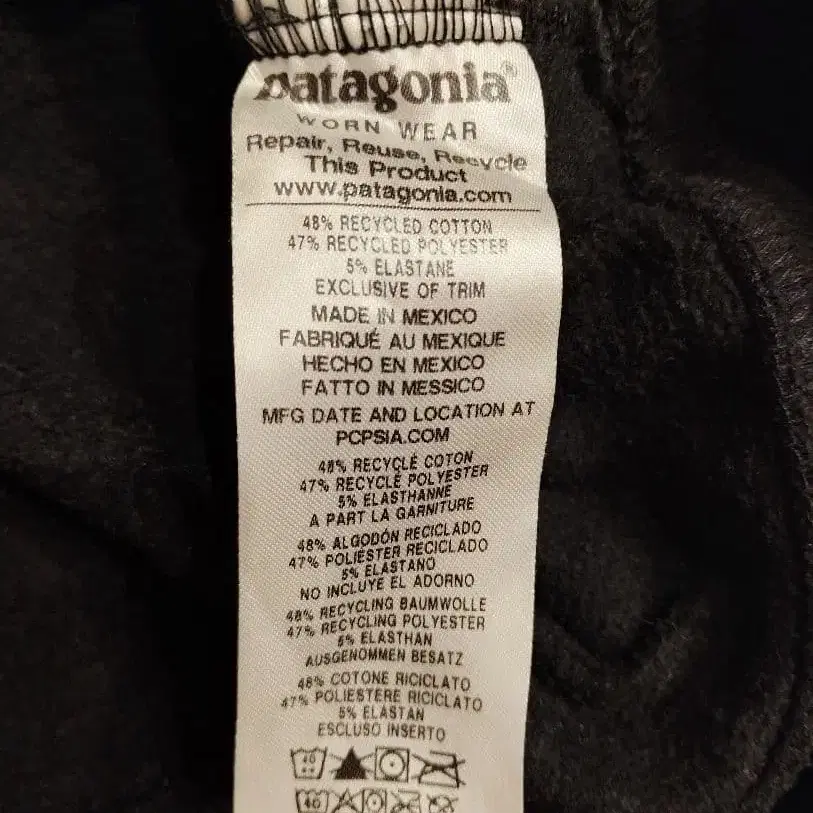 patagonia®
WORN WEAR
Repair, Reuse, Recycle
This Product
www.patagonia.com
48% RECYCLED COTTON
47% RECYCLED POLYESTER
5% ELASTANE
EXCLUSIVE OF TRIM
MADE IN MEXICO
FABRIQUÉ AU MEXIQUE
HECHO EN MEXICO
FATTO IN MESSICO
MFG DATE AND LOCATION AT
PCPSIA.COM
48% RECYCLÉ COTON
47% RECYCLÉ POLYESTER
5% ELASTHANNE
A PART LA GARNITURE
48% ALGODÓN RECICLADO
47% POLIÉSTER RECICLADO
5% ELASTANO
NO INCLUYE EL ADORNO
48% RECYCLING BAUMWOLLE
47% RECYCLING POLYESTER
5% ELASTHAN
AUSGENOMMEN BESATZ
48% COTONE RICICLATO
47% POLIESTERE RICICLATO
5% ELASTAN
ESCLUSO INSERTO
40
40